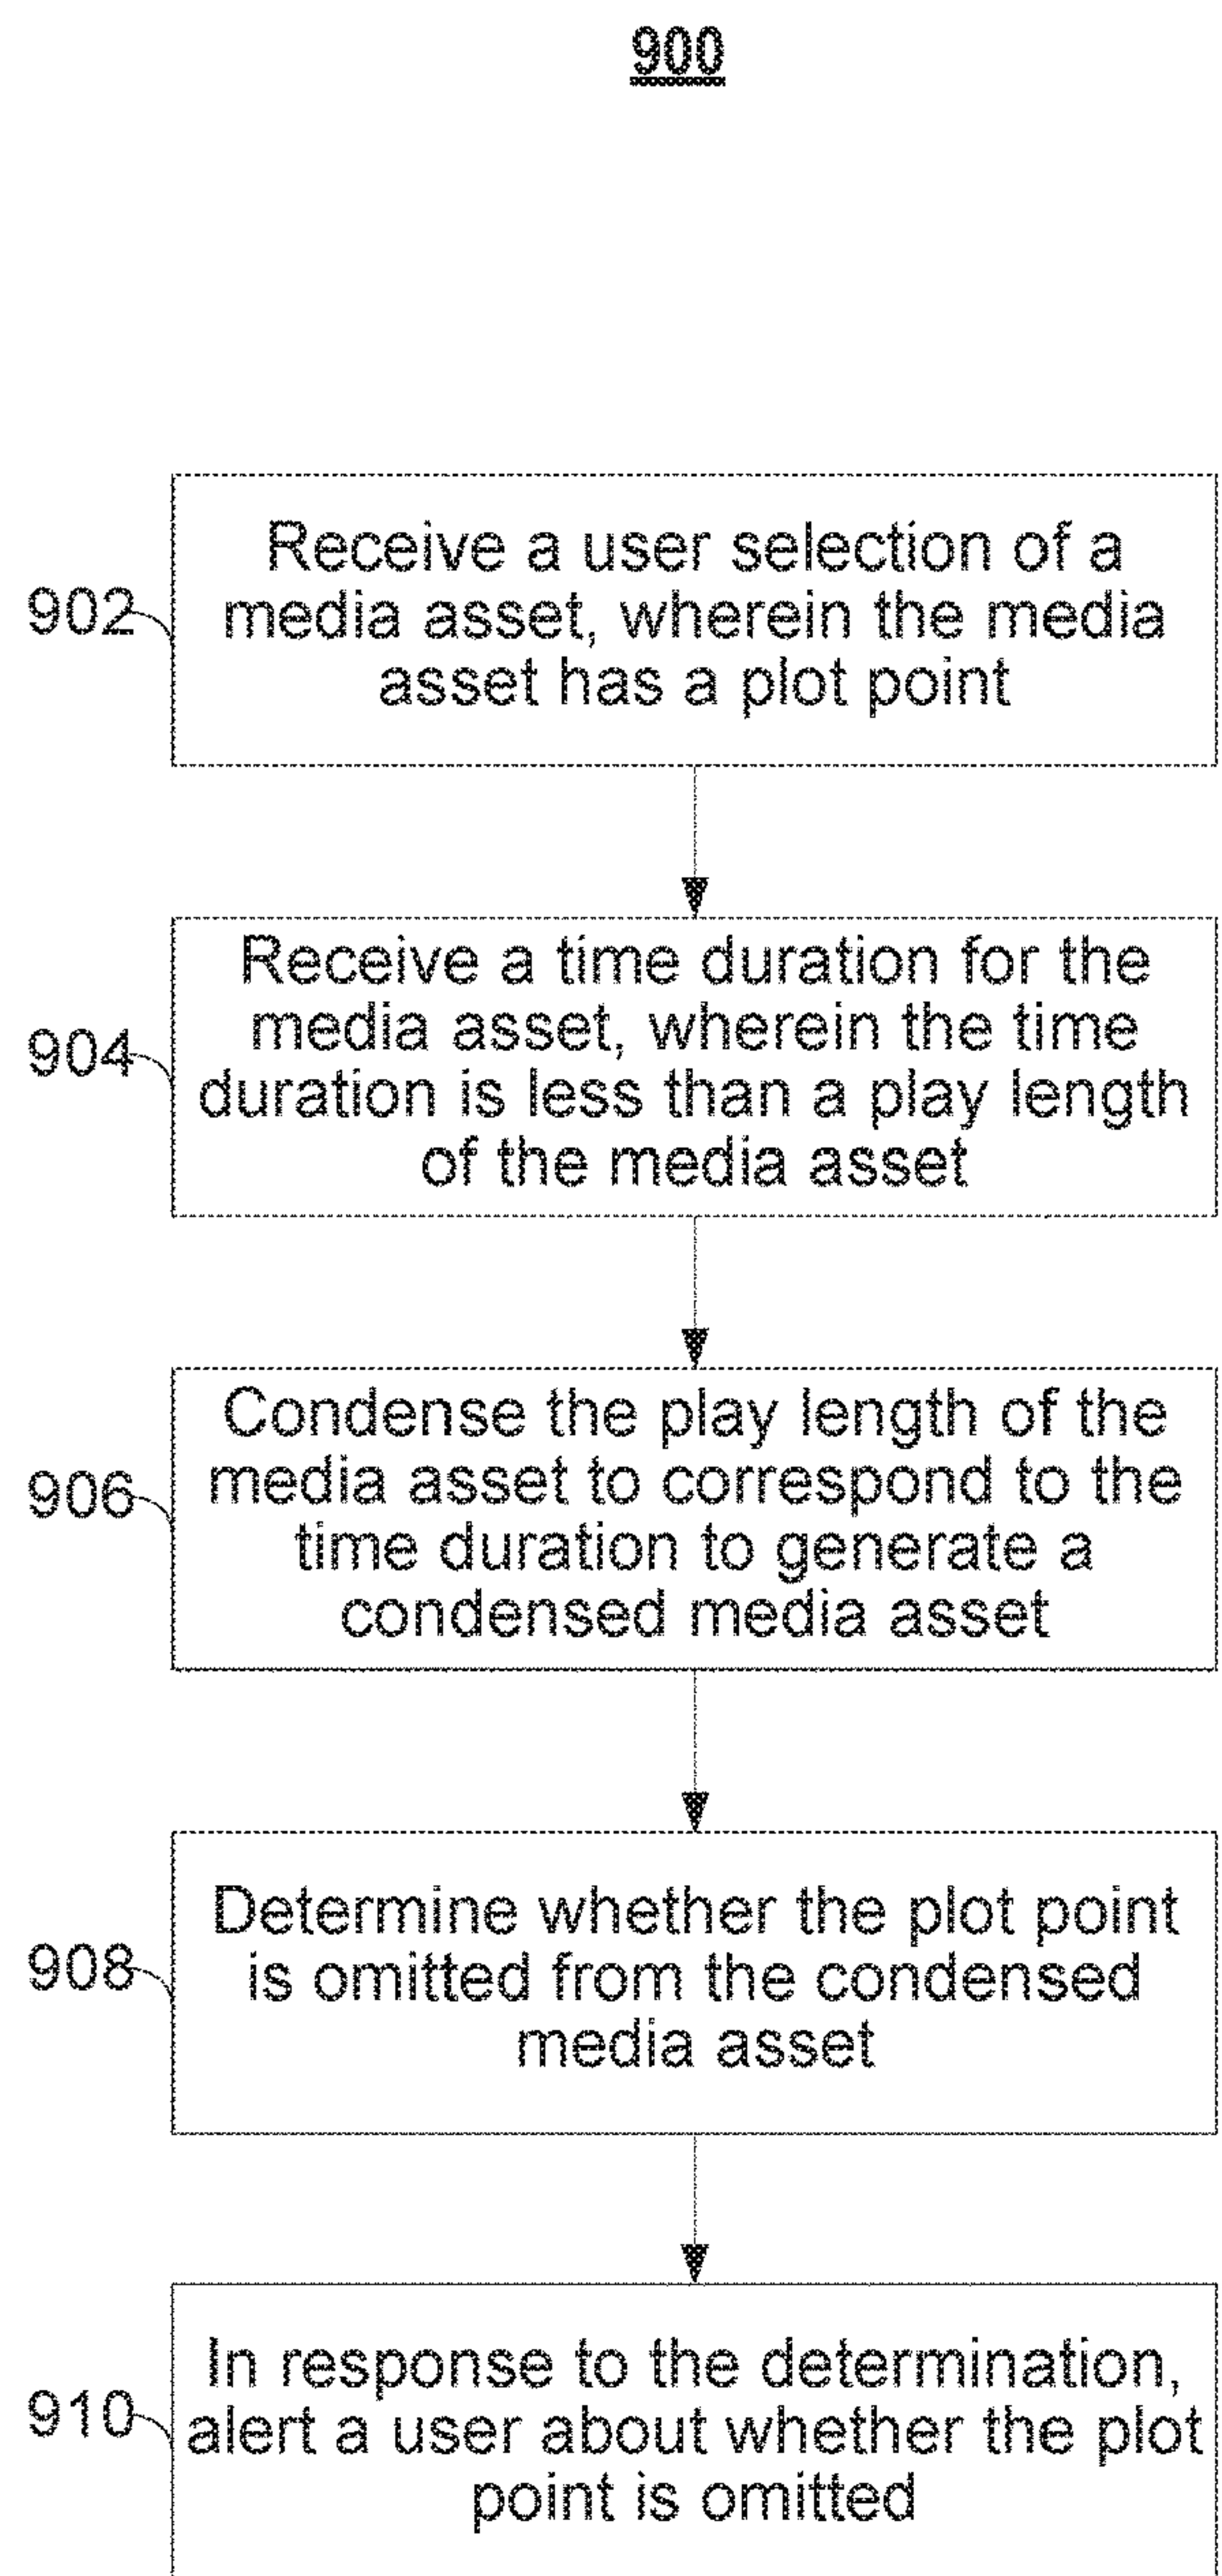 900
902
Receive a user selection of a
media asset, wherein the media
asset has a plot point
904
Receive a time duration for the
media asset, wherein the time
duration is less than a play length
of the media asset
906
Condense the play length of the
media asset to correspond to the
time duration to generate a
condensed media asset
908
Determine whether the plot point
is omitted from the condensed
media asset
910
In response to the determination,
alert a user about whether the plot
point is omitted